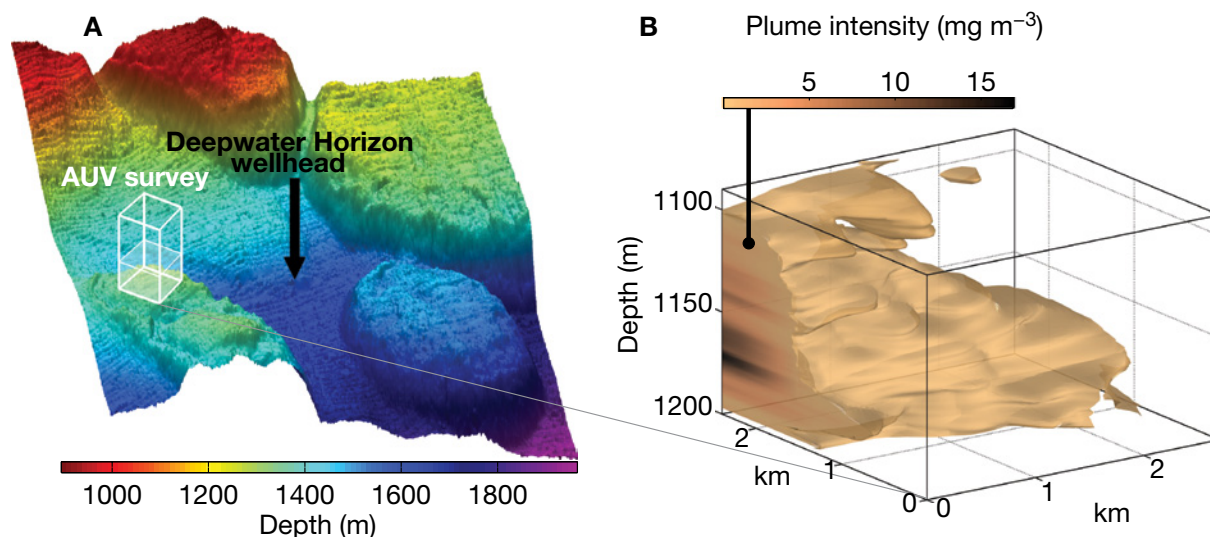 A
Deepwater Horizon
wellhead
AUV survey
1000 1200 1400 1600 1800
Depth (m)
B
Plume intensity (mg m⁻³)
5 10 15
1100
1150
1200
Depth (m)
2 1 0
km
0 1 2
km